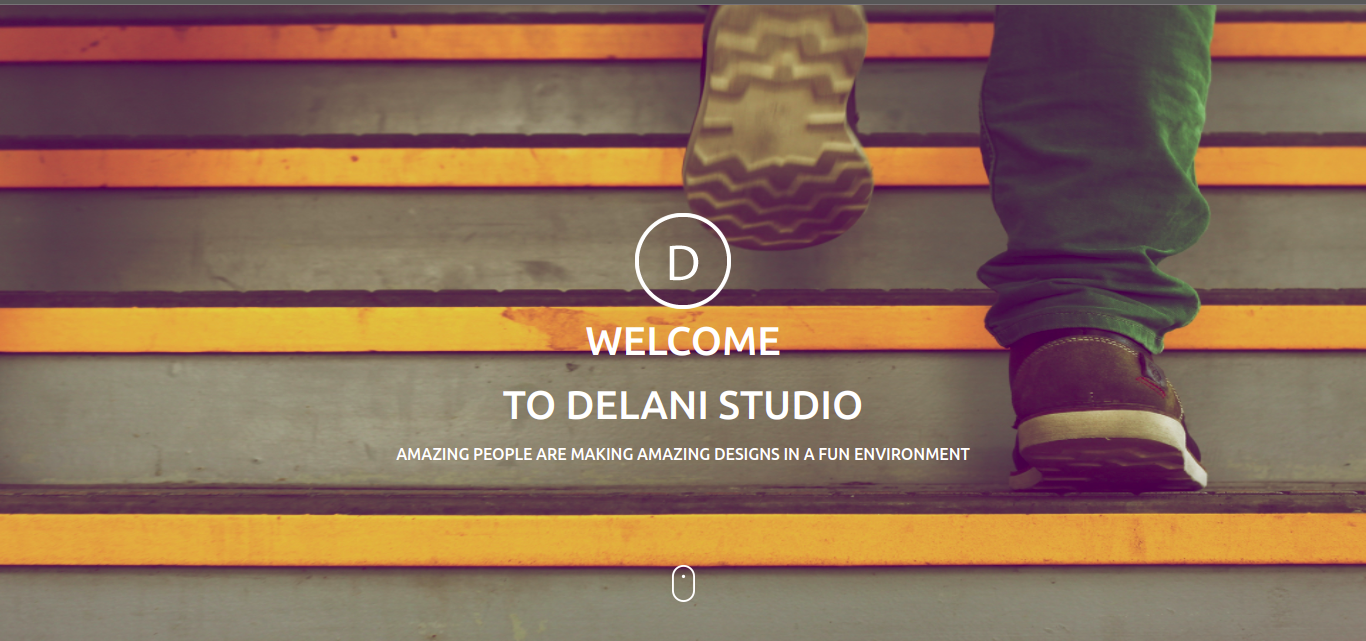 D
WELCOME
TO DELANI STUDIO
AMAZING PEOPLE ARE MAKING AMAZING DESIGNS IN A FUN ENVIRONMENT